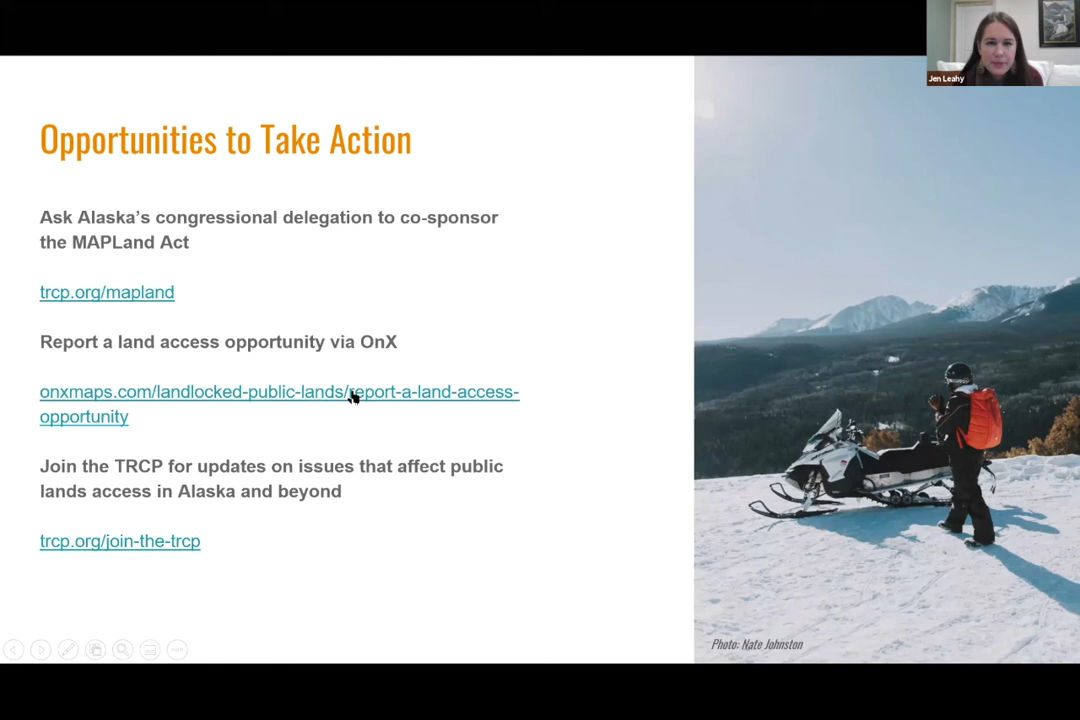 Jen Leahy
Opportunities to Take Action
Ask Alaska's congressional delegation to co-sponsor
the MAPLand Act
trcp.org/mapland
Report a land access opportunity via OnX
onxmaps.com/landlocked-public-lands/report-a-land-access-
opportunity
Join the TRCP for updates on issues that affect public
lands access in Alaska and beyond
trcp.org/join-the-trcp
Photo: Nate Johnston